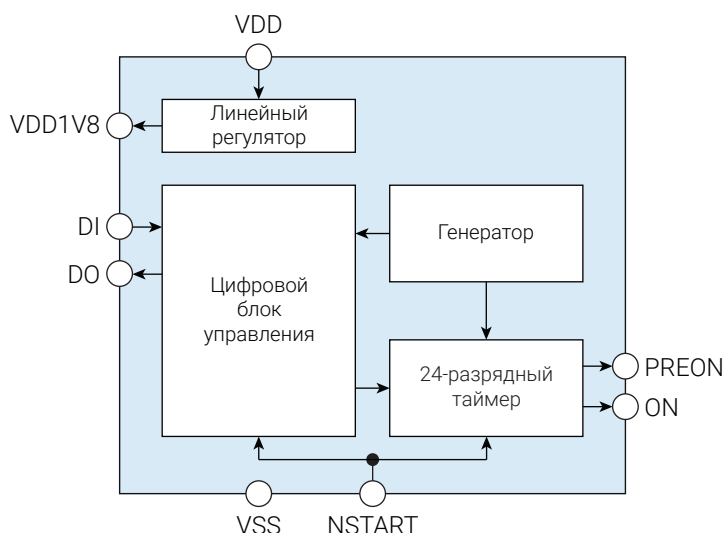 VDD
Линейный
регулятор
VDD1V8
DI
DO
Цифровой
блок
управления
Генератор
24-разрядный
таймер
PREON
ON
VSS
NSTART